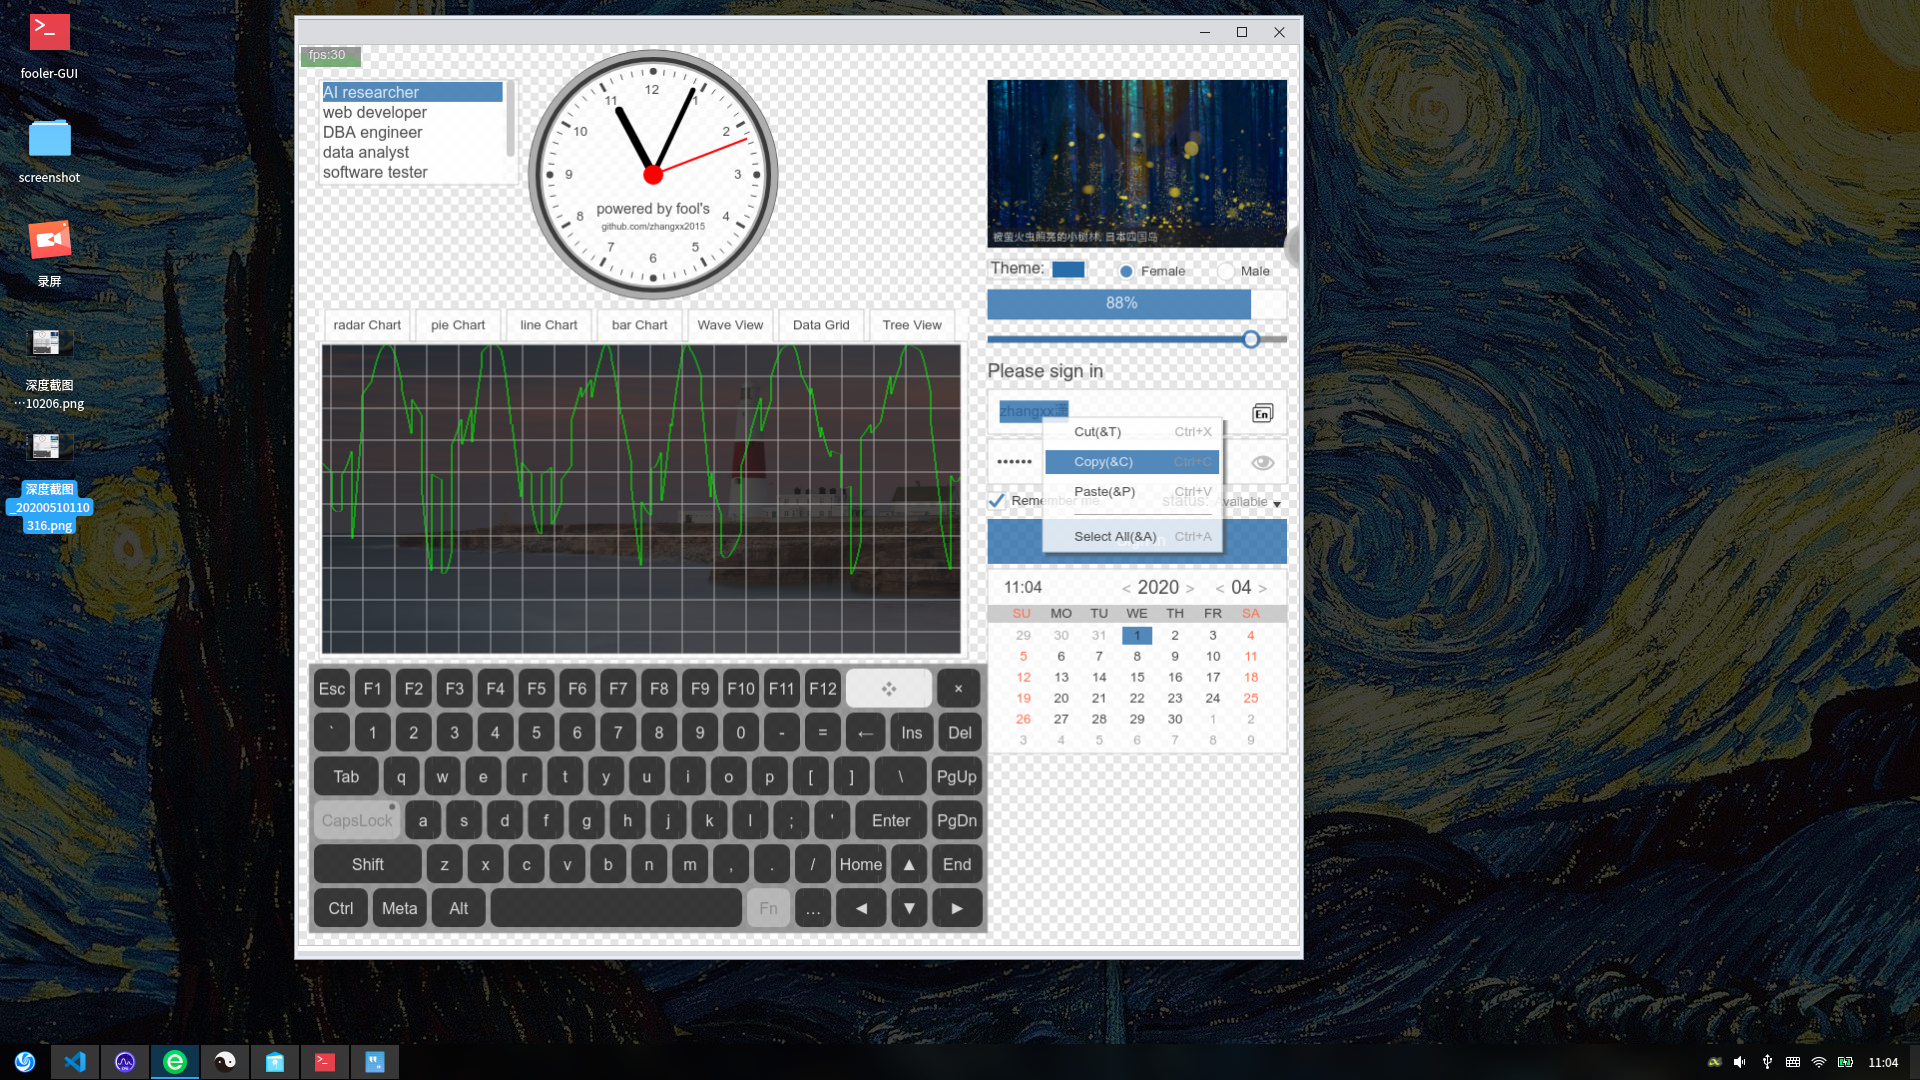 fooler-GUI
screenshot
录屏
深度截图
…10206.png
深度截图
_20200510110
316.png
fps:30
AI researcher
web developer
DBA engineer
data analyst
software tester
12
1
2
3
4
5
6
7
8
9
10
11
powered by fool's
github.com/zhangxx2015
被萤火虫照亮的小树林, 日本四国岛
Theme:
Female
Male
88%
radar Chart
pie Chart
line Chart
bar Chart
Wave View
Data Grid
Tree View
Please sign in
En
Cut(&T) Ctrl+X
Copy(&C) Ctrl+C
Paste(&P) Ctrl+V
Select All(&A) Ctrl+A
••••••
Remember me
status:
Available
11:04 < 2020 > < 04 >
SU MO TU WE TH FR SA
29 30 31 1 2 3 4
5 6 7 8 9 10 11
12 13 14 15 16 17 18
19 20 21 22 23 24 25
26 27 28 29 30 1 2
3 4 5 6 7 8 9
Esc F1 F2 F3 F4 F5 F6 F7 F8 F9 F10 F11 F12 ×
` 1 2 3 4 5 6 7 8 9 0 - = ← Ins Del
Tab q w e r t y u i o p [ ] \ PgUp
CapsLock a s d f g h j k l ; ' Enter PgDn
Shift z x c v b n m , . / Home ▲ End
Ctrl Meta Alt Fn … ◄ ▼ ►
11:04